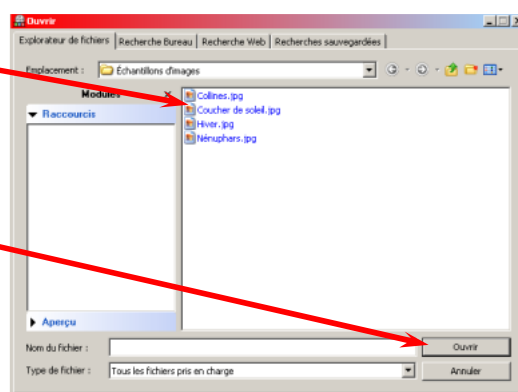 Ouvrir
Explorateur de fichiers Recherche Bureau Recherche Web Recherches sauvegardées
Emplacement : Échantillons d'images
Modules
Raccourcis
Collines.jpg
Coucher de soleil.jpg
Hiver.jpg
Nénuphars.jpg
Aperçu
Nom du fichier : Ouvrir
Type de fichier : Tous les fichiers pris en charge Annuler